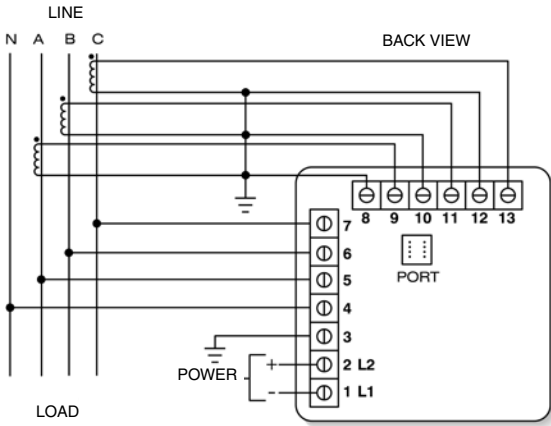 LINE
N A B C
BACK VIEW
8 9 10 11 12 13
7
PORT
6
5
4
3
POWER
+ 2 L2
- 1 L1
LOAD